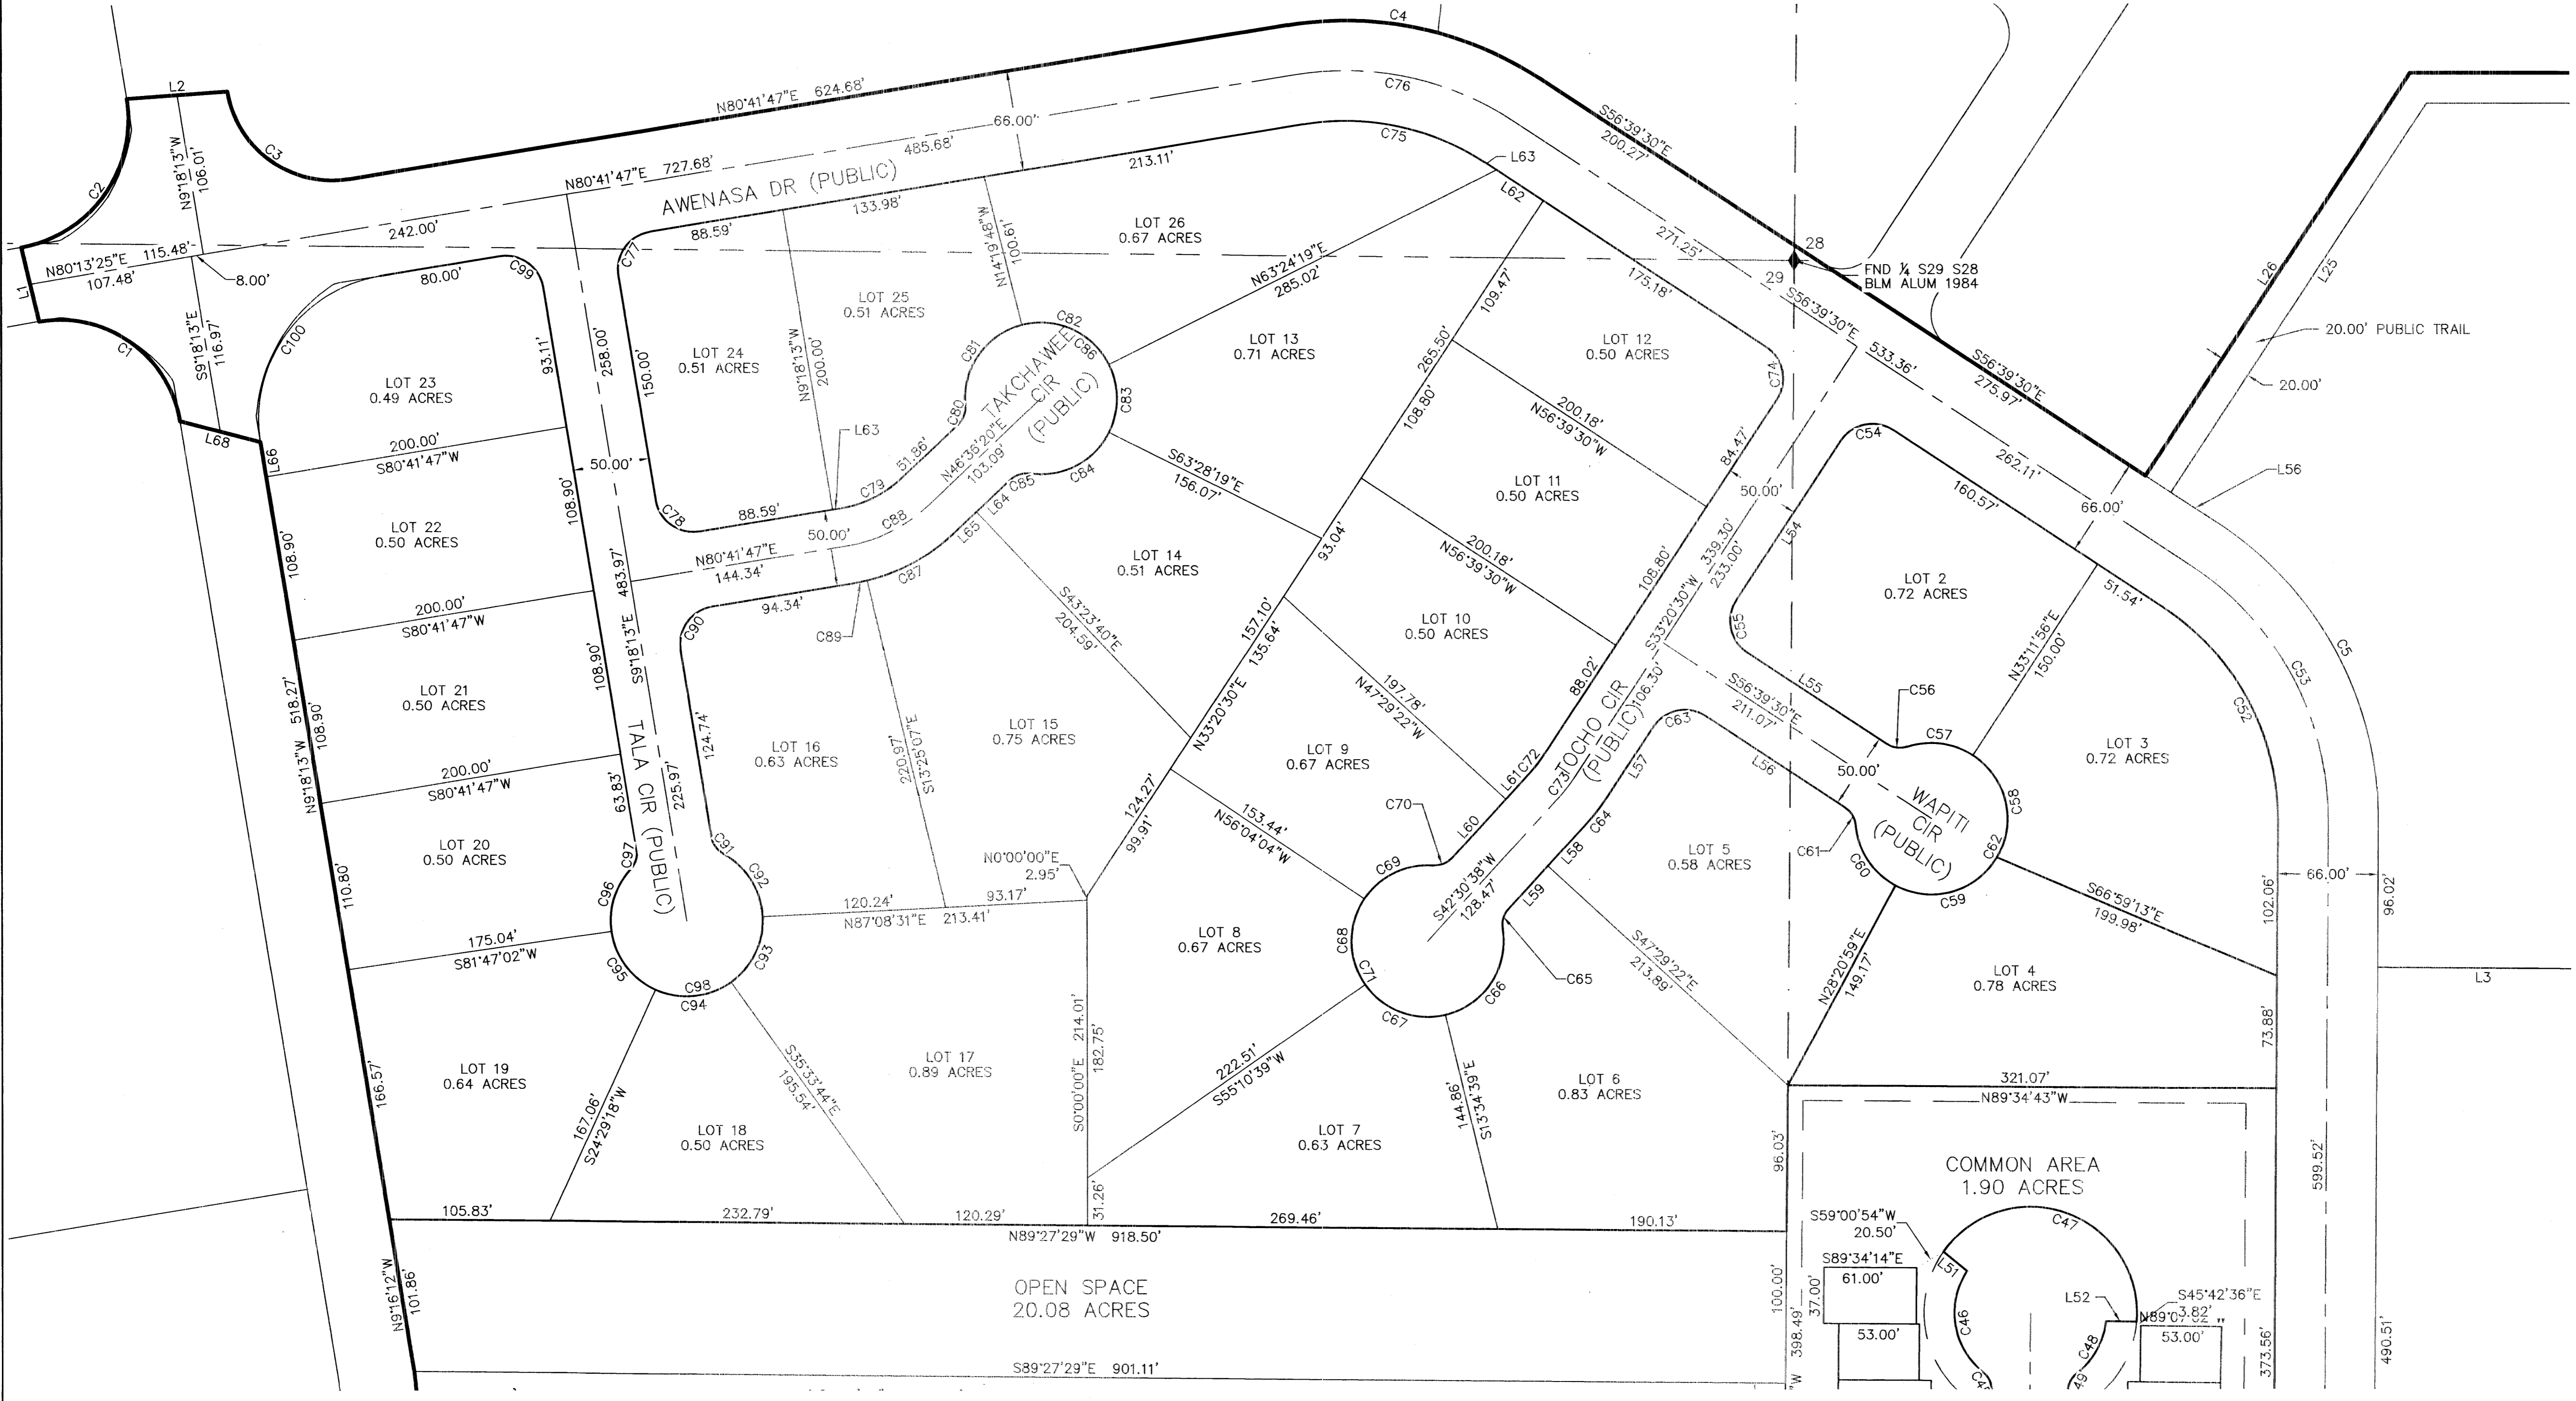 C4
L2
C3
C2
N9°18'13"W
106.01'
N80°41'47"E 624.68'
66.00'
C76
C75
S56°39'30"E
200.27'
L63
L62
N80°41'47"E 727.68'
485.68'
AWENASA DR (PUBLIC)
213.11'
133.98'
88.59'
242.00'
N80°13'25"E 115.48'
107.48'
8.00'
L1
C1
S9°18'13"E
116.97'
L68
L66
C100
80.00'
C99
C77
28
29
FND ¼ S29 S28
BLM ALUM 1984
271.25'
S56°39'30"E
533.36'
S56°39'30"E
275.97'
L26
L25
20.00' PUBLIC TRAIL
20.00'
L56
LOT 26
0.67 ACRES
N14°19'48"W
100.61'
N63°24'19"E
285.02'
LOT 25
0.51 ACRES
LOT 24
0.51 ACRES
N9°18'13"W
200.00'
150.00'
258.00'
93.11'
LOT 23
0.49 ACRES
200.00'
S80°41'47"W
50.00'
C78
88.59'
L63
C79
51.86'
C80
C81
C82
C86
C83
C84
C85
L64
L65
TAKCHAWEE
CIR
(PUBLIC)
N46°36'20"E
103.09'
C88
50.00'
C87
N80°41'47"E
144.34'
94.34'
C89
C90
LOT 13
0.71 ACRES
109.47'
265.50'
108.80'
LOT 12
0.50 ACRES
175.18'
C74
200.18'
N56°39'30"W
84.47'
LOT 11
0.50 ACRES
50.00'
S63°28'19"E
156.07'
93.04'
200.18'
N56°39'30"W
108.80'
LOT 14
0.51 ACRES
S43°23'40"E
204.59'
157.10'
135.64'
N33°20'30"E
LOT 10
0.50 ACRES
197.78'
N47°29'22"W
88.02'
S33°20'30"W 339.30'
233.00'
L54
C54
C55
262.11'
66.00'
160.57'
LOT 2
0.72 ACRES
51.54'
N33°11'56"E
150.00'
C5
C53
C52
L55
C56
C57
S56°39'30"E
211.07'
LOT 3
0.72 ACRES
108.90'
LOT 22
0.50 ACRES
108.90'
200.00'
S80°41'47"W
S9°18'13"E 483.97'
108.90'
LOT 21
0.50 ACRES
N9°18'13"W 518.27'
108.90'
200.00'
S80°41'47"W
63.83'
TALA CIR (PUBLIC)
225.97'
124.74'
LOT 16
0.63 ACRES
S13°25'07"E
220.97'
LOT 15
0.75 ACRES
124.27'
99.91'
LOT 9
0.67 ACRES
TOCHO CIR
(PUBLIC)
106.30'
C73
C72
L61
L60
C70
C63
L57
L56
50.00'
C64
L58
L59
LOT 5
0.58 ACRES
C61
WAPITI
CIR
(PUBLIC)
C58
C62
C60
C59
153.44'
N56°04'04"W
C69
LOT 20
0.50 ACRES
110.80'
C97
C96
C91
C92
N0°00'00"E
2.95'
120.24'
93.17'
N87°08'31"E 213.41'
C93
175.04'
S81°47'02"W
C95
C98
C94
LOT 8
0.67 ACRES
C68
C71
C67
C66
C65
S42°30'38"W
128.47'
S47°29'22"E
213.89'
N28°20'59"E
149.17'
S66°59'13"E
199.98'
LOT 4
0.78 ACRES
102.06'
66.00'
96.02'
L3
73.88'
LOT 19
0.64 ACRES
166.57'
167.06'
S24°29'18"W
LOT 18
0.50 ACRES
S35°33'44"E
195.54'
LOT 17
0.89 ACRES
S0°00'00"E 214.01'
182.75'
222.51'
S55°10'39"W
LOT 7
0.63 ACRES
144.86'
S13°34'39"E
LOT 6
0.83 ACRES
321.07'
N89°34'43"W
96.03'
COMMON AREA
1.90 ACRES
599.52'
105.83'
232.79'
120.29'
31.26'
269.46'
190.13'
N89°27'29"W 918.50'
S59°00'54"W
20.50'
C47
L51
S89°34'14"E
61.00'
37.00'
100.00'
398.49'
53.00'
C46
L52
S45°42'36"E
3.82'
53.00'
C48
N9°16'12"W
101.86'
OPEN SPACE
20.08 ACRES
S89°27'29"E 901.11'
373.56'
490.51'